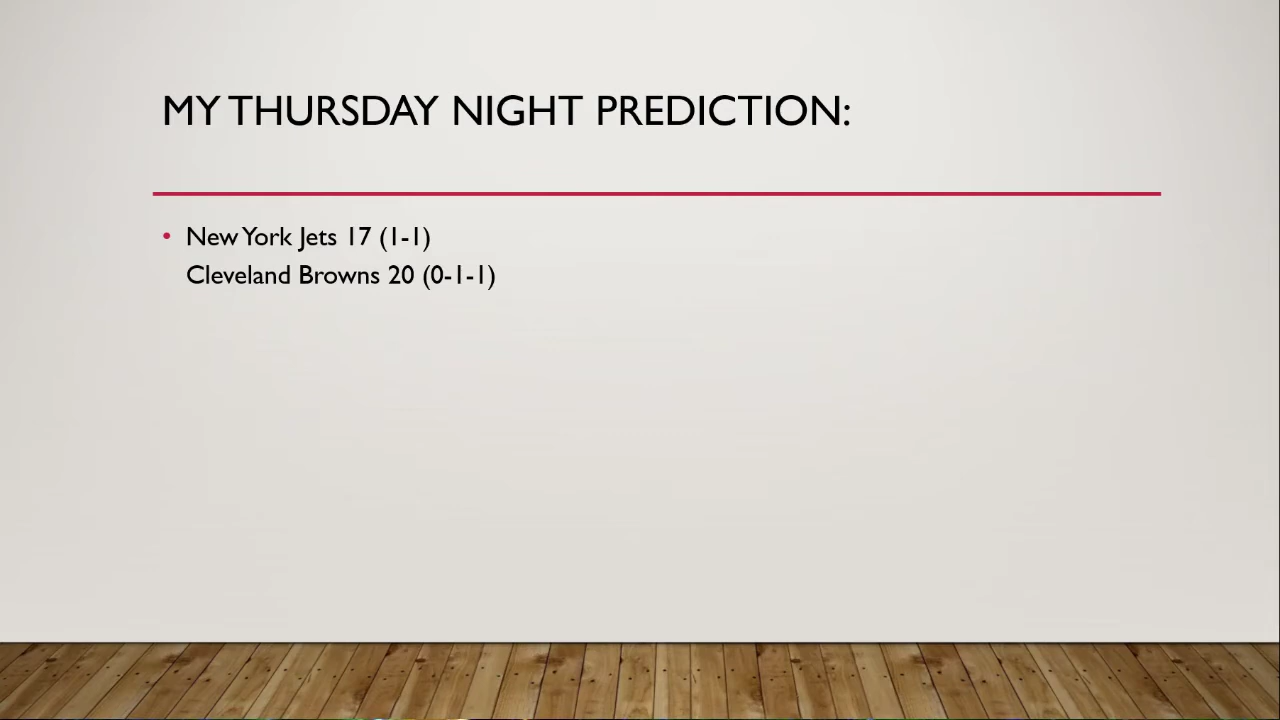 MY THURSDAY NIGHT PREDICTION:
• New York Jets 17 (1-1)
Cleveland Browns 20 (0-1-1)